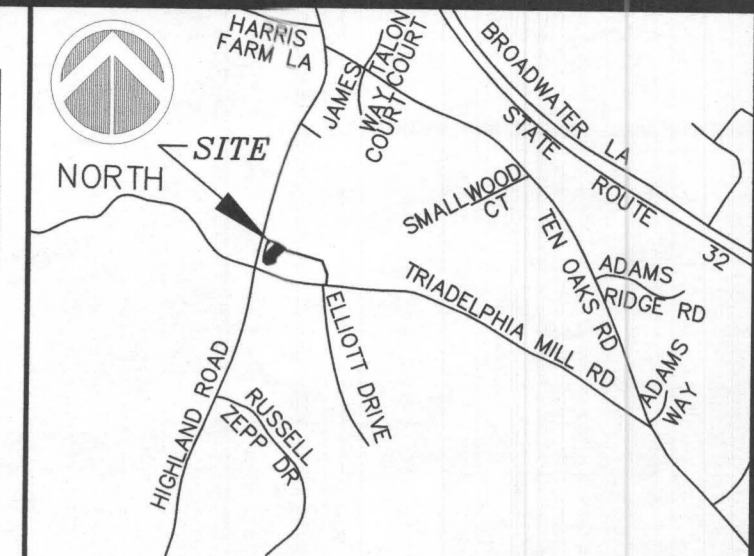 HARRIS
FARM LA
JAMES
WAY
COURT
TALON
COURT
BROADWATER LA
STATE ROUTE 32
SITE
NORTH
SMALLWOOD
CT
TEN OAKS RD
ADAMS
RIDGE RD
TRIADELPHIA MILL RD
ADAMS
WAY
ELLIOTT DRIVE
HIGHLAND ROAD
RUSSELL
ZEPP DR